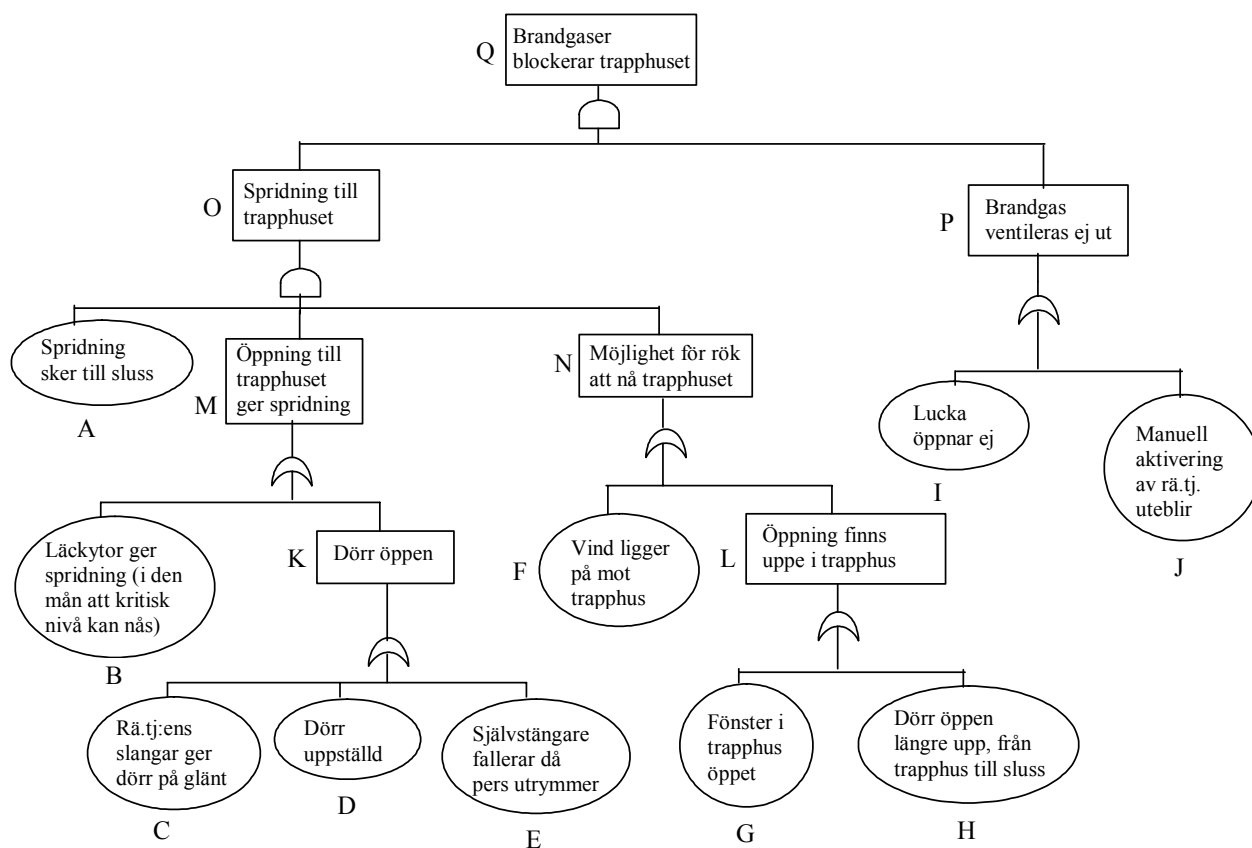 Q
Brandgaser
blockerar trapphuset
O
Spridning till
trapphuset
P
Brandgas
ventileras ej ut
Spridning
sker till sluss
A
M
Öppning till
trapphuset
ger spridning
N
Möjlighet för rök
att nå trapphuset
Lucka
öppnar ej
I
Manuell
aktivering
av rä.tj.
uteblir
J
Läckytor ger
spridning (i den
mån att kritisk
nivå kan nås)
B
K
Dörr öppen
F
Vind ligger
på mot
trapphus
L
Öppning finns
uppe i trapphus
Rä.tj:ens
slangar ger
dörr på glänt
C
Dörr
uppställd
D
Självstängare
fallerar då
pers utrymmer
E
Fönster i
trapphus
öppet
G
Dörr öppen
längre upp, från
trapphus till sluss
H